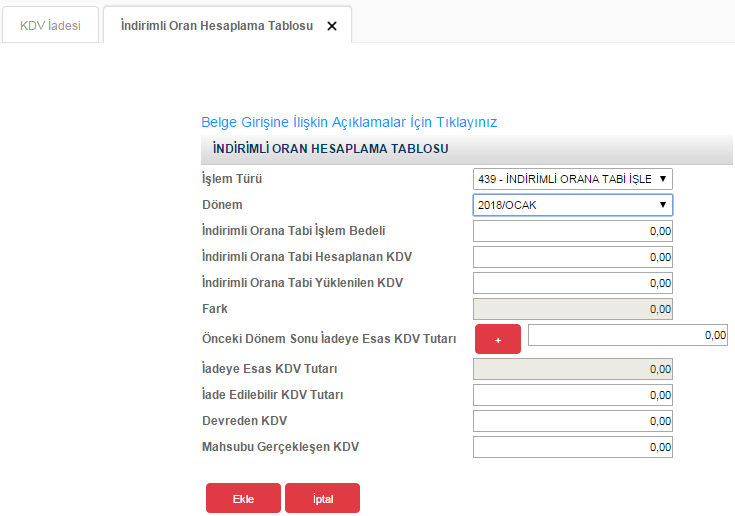 KDV İadesi
İndirimli Oran Hesaplama Tablosu ×
Belge Girişine İlişkin Açıklamalar İçin Tıklayınız
İNDİRİMLİ ORAN HESAPLAMA TABLOSU
İşlem Türü 439 - İNDİRİMLİ ORANA TABİ İŞLE
Dönem 2018/OCAK
İndirimli Orana Tabi İşlem Bedeli 0,00
İndirimli Orana Tabi Hesaplanan KDV 0,00
İndirimli Orana Tabi Yüklenilen KDV 0,00
Fark 0,00
Önceki Dönem Sonu İadeye Esas KDV Tutarı + 0,00
İadeye Esas KDV Tutarı 0,00
İade Edilebilir KDV Tutarı 0,00
Devreden KDV 0,00
Mahsubu Gerçekleşen KDV 0,00
Ekle İptal